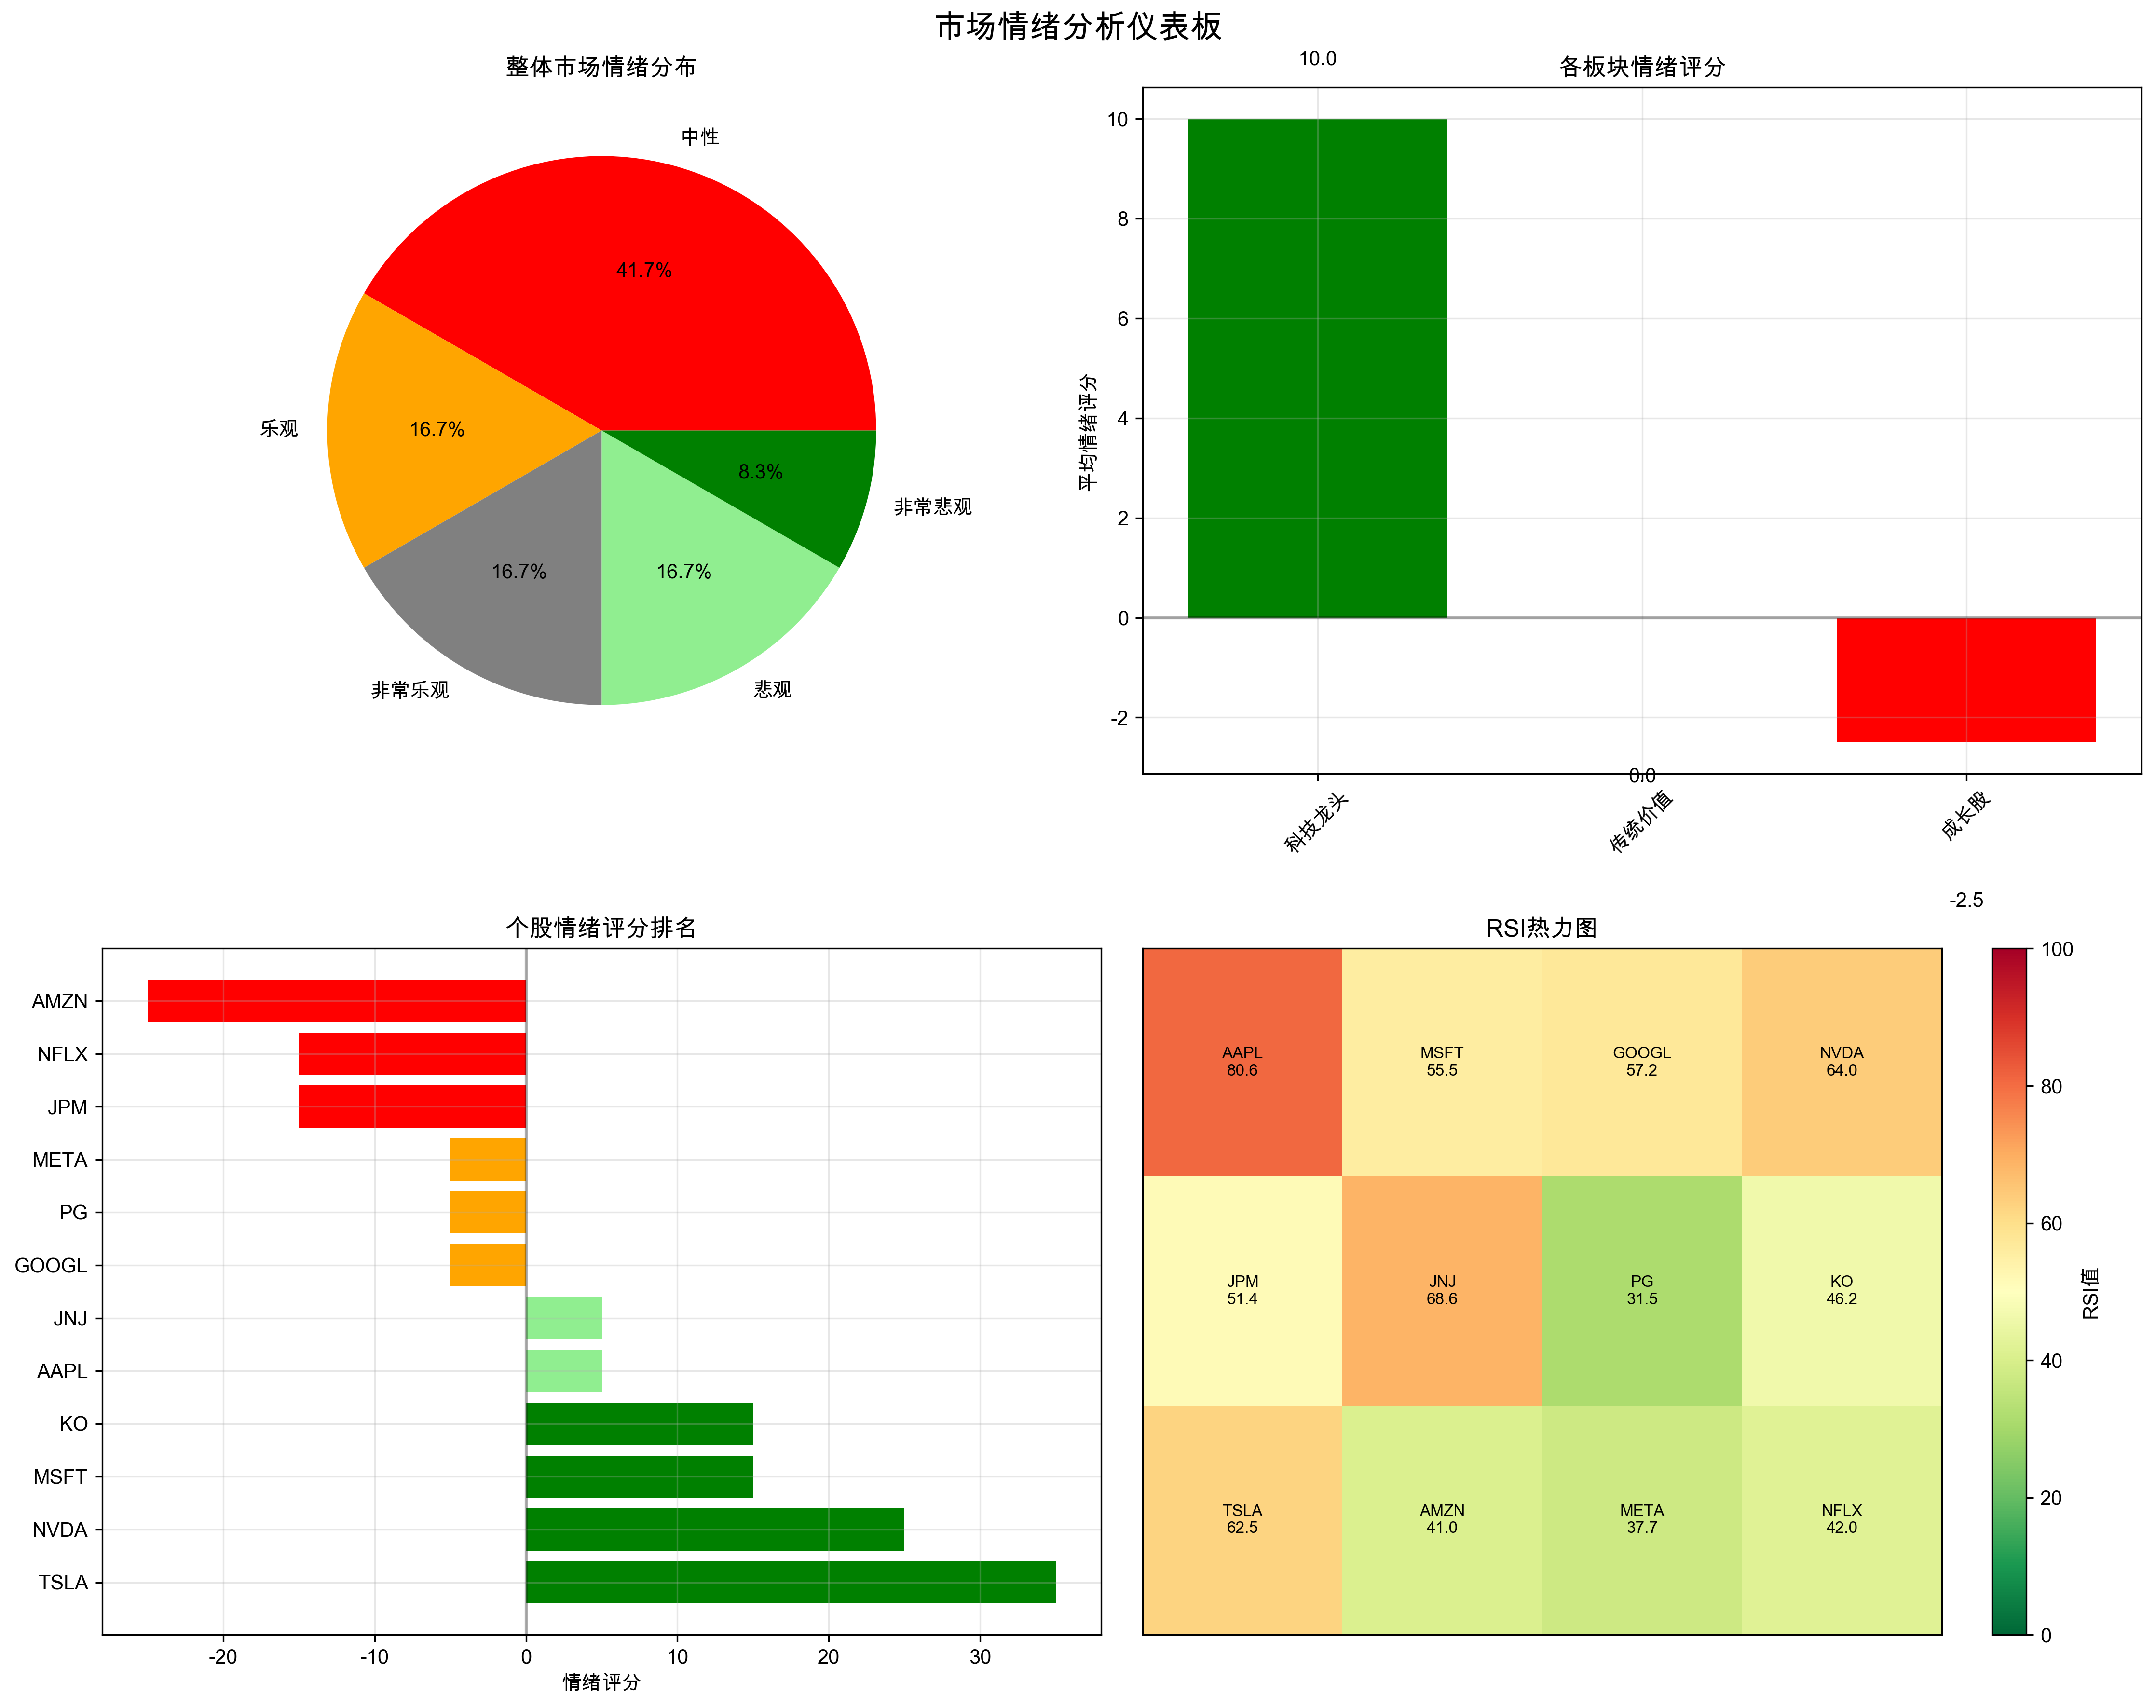 市场情绪分析仪表板
整体市场情绪分布
中性
41.7%
乐观
16.7%
8.3%
非常悲观
16.7%
16.7%
非常乐观
悲观
各板块情绪评分
10.0
平均情绪评分
10
8
6
4
2
0
-2
0.0
-2.5
科技龙头
传统价值
成长股
个股情绪评分排名
AMZN
NFLX
JPM
META
PG
GOOGL
JNJ
AAPL
KO
MSFT
NVDA
TSLA
-20
-10
0
10
20
30
情绪评分
RSI热力图
AAPL
80.6
MSFT
55.5
GOOGL
57.2
NVDA
64.0
JPM
51.4
JNJ
68.6
PG
31.5
KO
46.2
TSLA
62.5
AMZN
41.0
META
37.7
NFLX
42.0
100
80
60
40
20
0
RSI值